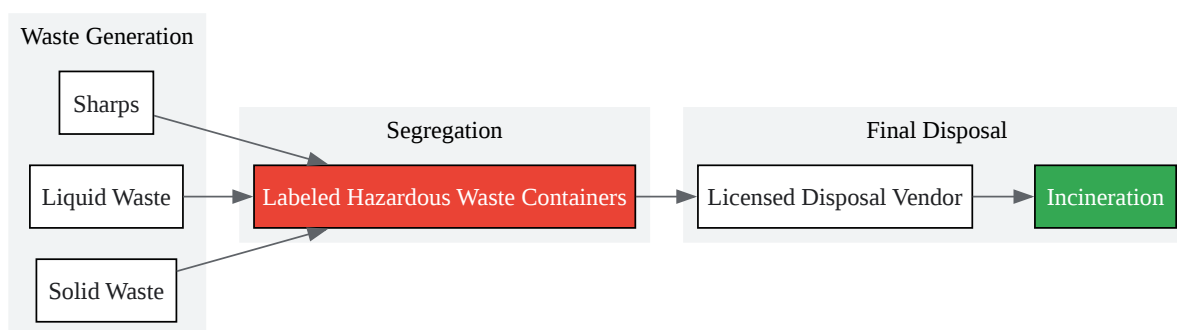 Waste Generation
Sharps
Liquid Waste
Solid Waste
Segregation
Labeled Hazardous Waste Containers
Final Disposal
Licensed Disposal Vendor
Incineration